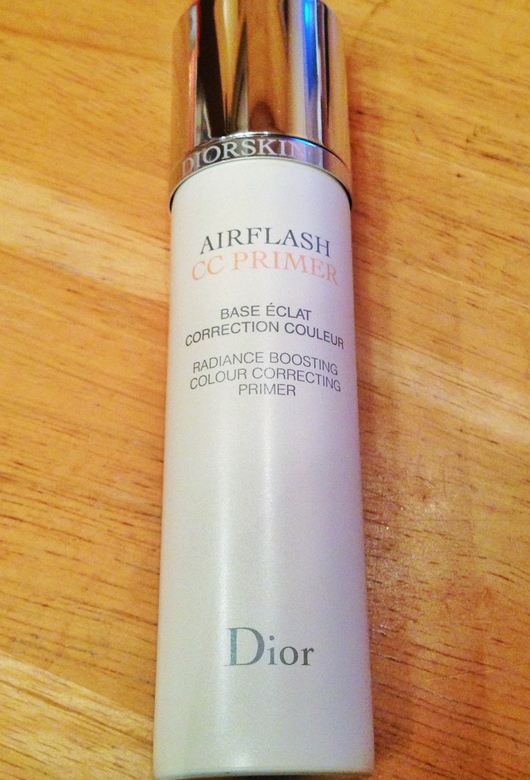 DIORSKIN
AIRFLASH
CC PRIMER
BASE ÉCLAT
CORRECTION COULEUR
RADIANCE BOOSTING
COLOUR CORRECTING
PRIMER
Dior